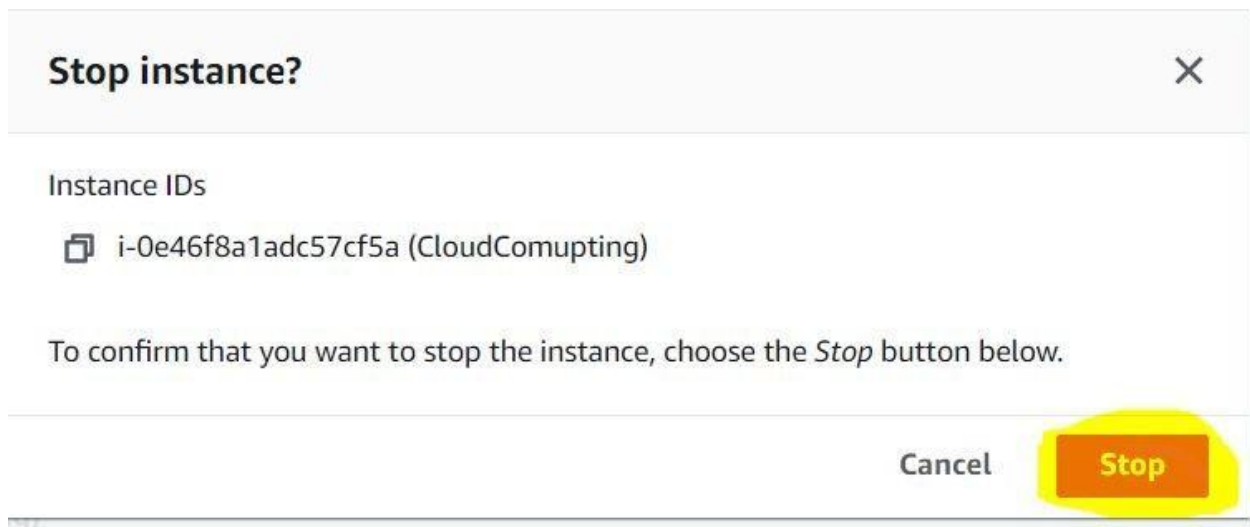 Stop instance?
Instance IDs
i-0e46f8a1adc57cf5a (CloudComupting)
To confirm that you want to stop the instance, choose the Stop button below.
Cancel Stop